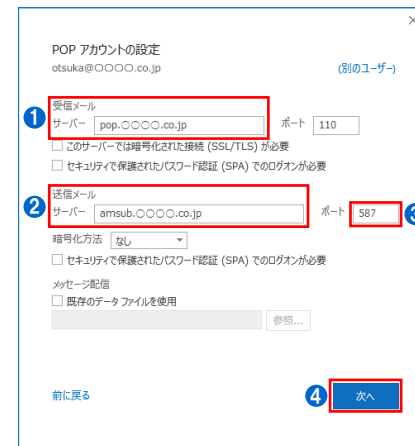 ×
POP アカウントの設定
otsuka@〇〇〇〇.co.jp (別のユーザー)
受信メール
1 サーバー pop.〇〇〇〇.co.jp ポート 110
このサーバーでは暗号化された接続 (SSL/TLS) が必要
セキュリティで保護されたパスワード認証 (SPA) でのログオンが必要
送信メール
2 サーバー amsub.〇〇〇〇.co.jp ポート 587 3
暗号化方法 なし
セキュリティで保護されたパスワード認証 (SPA) でのログオンが必要
メッセージ配信
既存のデータ ファイルを使用
参照...
前に戻る 4 次へ